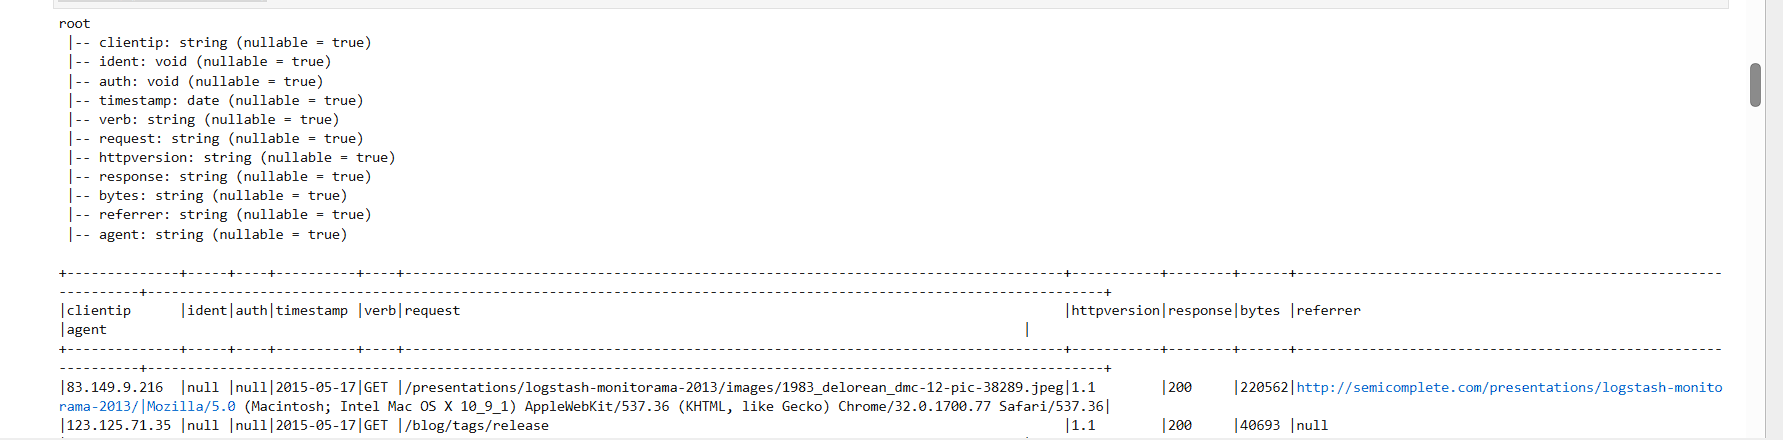 root
 |-- clientip: string (nullable = true)
 |-- ident: void (nullable = true)
 |-- auth: void (nullable = true)
 |-- timestamp: date (nullable = true)
 |-- verb: string (nullable = true)
 |-- request: string (nullable = true)
 |-- httpversion: string (nullable = true)
 |-- response: string (nullable = true)
 |-- bytes: string (nullable = true)
 |-- referrer: string (nullable = true)
 |-- agent: string (nullable = true)
+--------------+-----+----+----------+----+----------------------------------------------------------------------------------+-----------+--------+------+-----------------------------------------------------
----------+-----------------------------------------------------------------------------------------------------------------------+
|clientip      |ident|auth|timestamp |verb|request                                                                           |httpversion|response|bytes |referrer
|agent                                                                                                                  |
+--------------+-----+----+----------+----+----------------------------------------------------------------------------------+-----------+--------+------+-----------------------------------------------------
----------+-----------------------------------------------------------------------------------------------------------------------+
|83.149.9.216  |null |null|2015-05-17|GET |/presentations/logstash-monitorama-2013/images/1983_delorean_dmc-12-pic-38289.jpeg|1.1        |200     |220562|http://semicomplete.com/presentations/logstash-monito
rama-2013/|Mozilla/5.0 (Macintosh; Intel Mac OS X 10_9_1) AppleWebKit/537.36 (KHTML, like Gecko) Chrome/32.0.1700.77 Safari/537.36|
|123.125.71.35 |null |null|2015-05-17|GET |/blog/tags/release                                                                |1.1        |200     |40693 |null